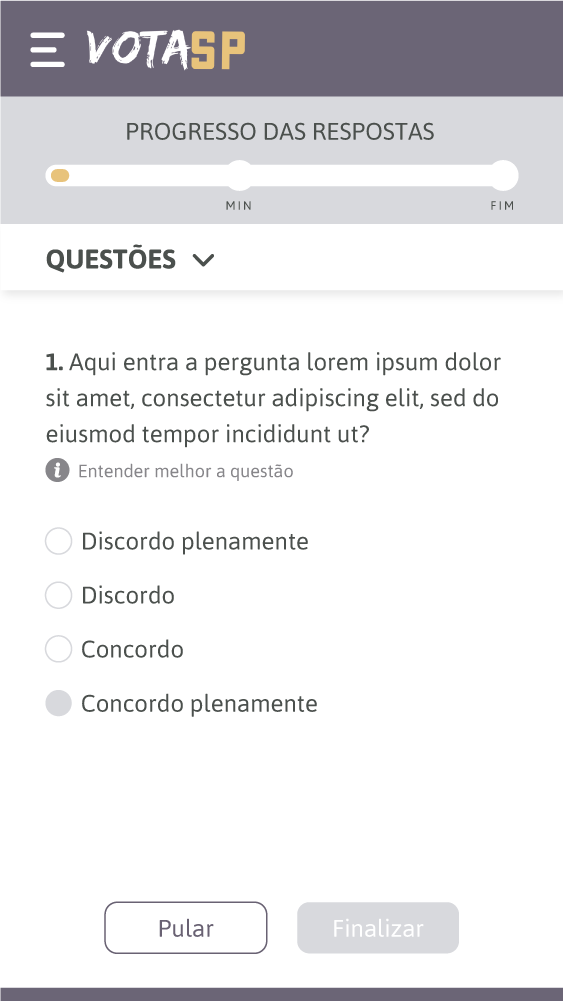 VOTASP
PROGRESSO DAS RESPOSTAS
MIN
FIM
QUESTÕES
1. Aqui entra a pergunta lorem ipsum dolor
sit amet, consectetur adipiscing elit, sed do
eiusmod tempor incididunt ut?
i Entender melhor a questão
Discordo plenamente
Discordo
Concordo
Concordo plenamente
Pular
Finalizar